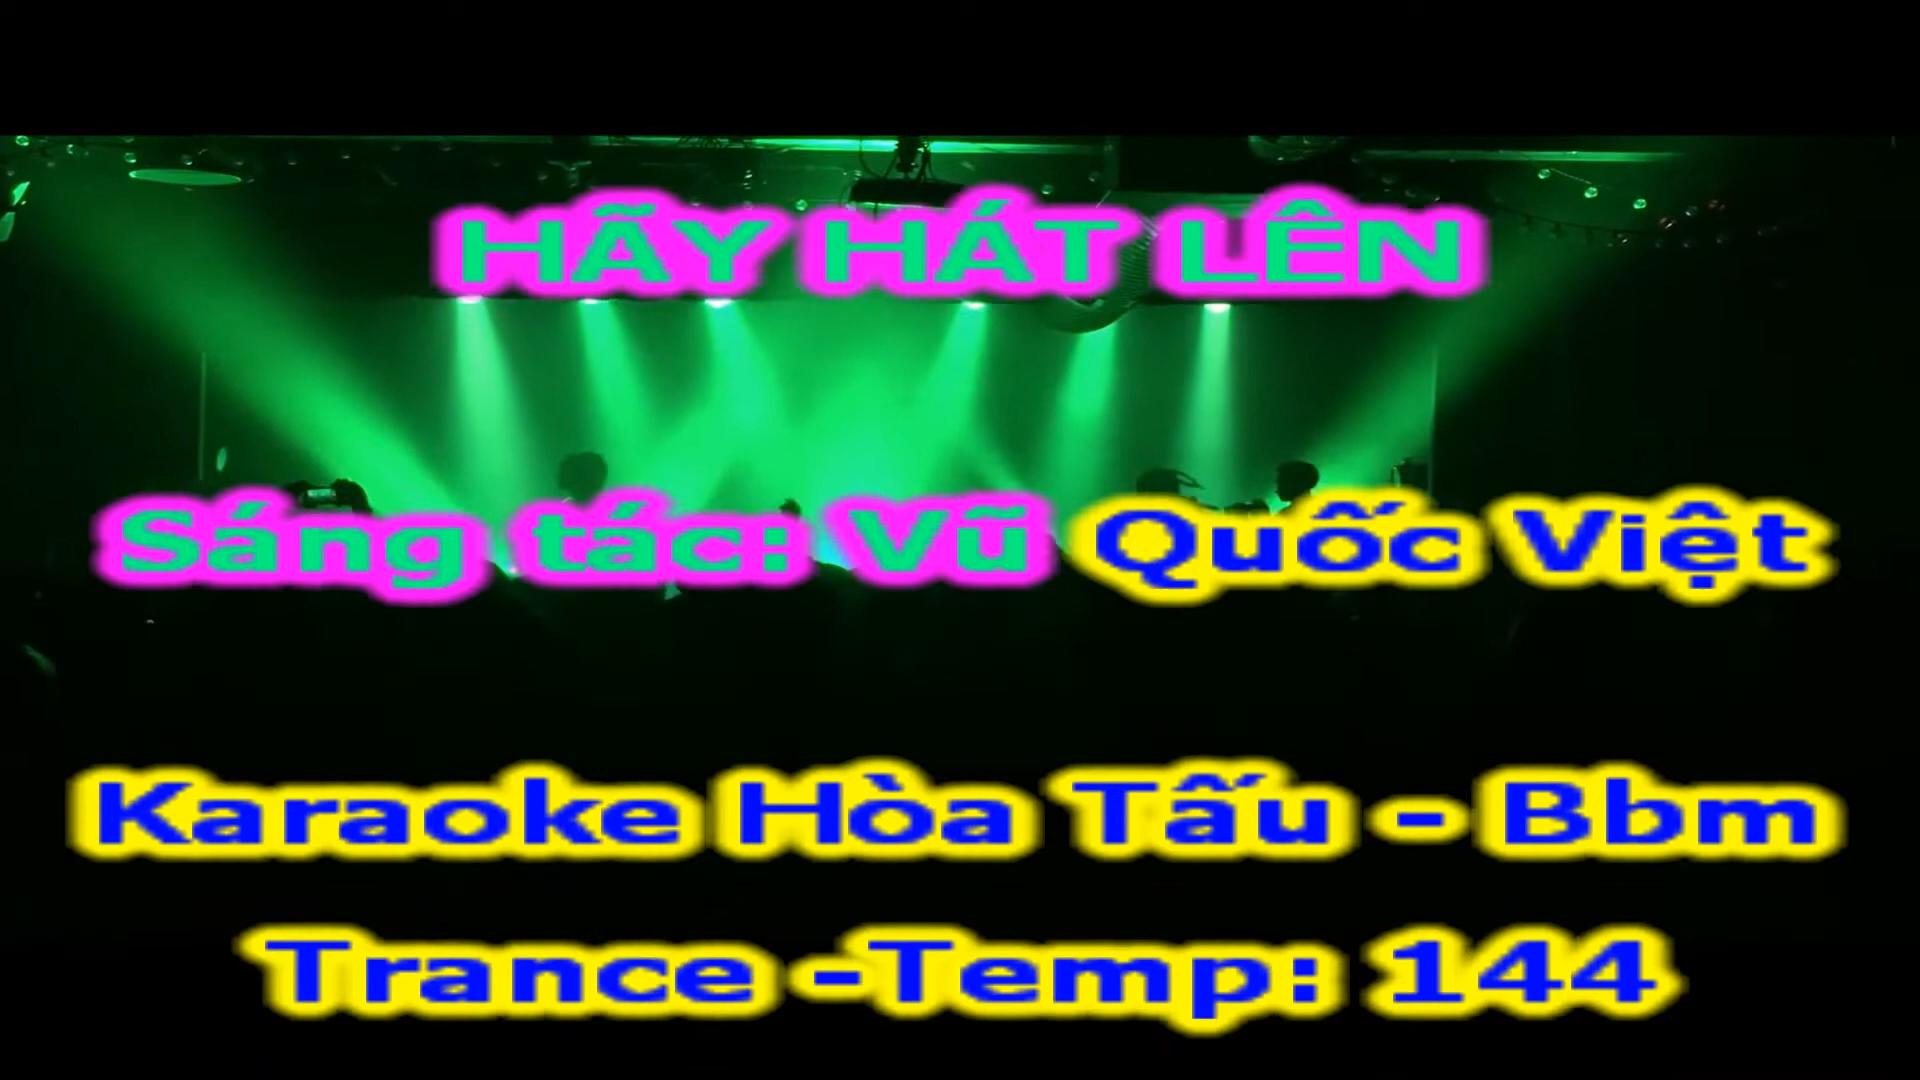 HÃY HÁT LÊN
Sáng tác: Vũ Quốc Việt
Karaoke Hòa Tấu - Bbm
Trance -Temp: 144